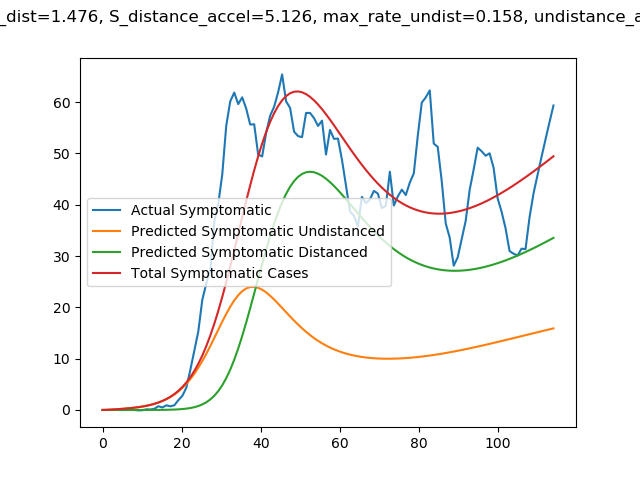 _dist=1.476, S_distance_accel=5.126, max_rate_undist=0.158, undistance_a
60
50
40
30
20
10
0
Actual Symptomatic
Predicted Symptomatic Undistanced
Predicted Symptomatic Distanced
Total Symptomatic Cases
0 20 40 60 80 100